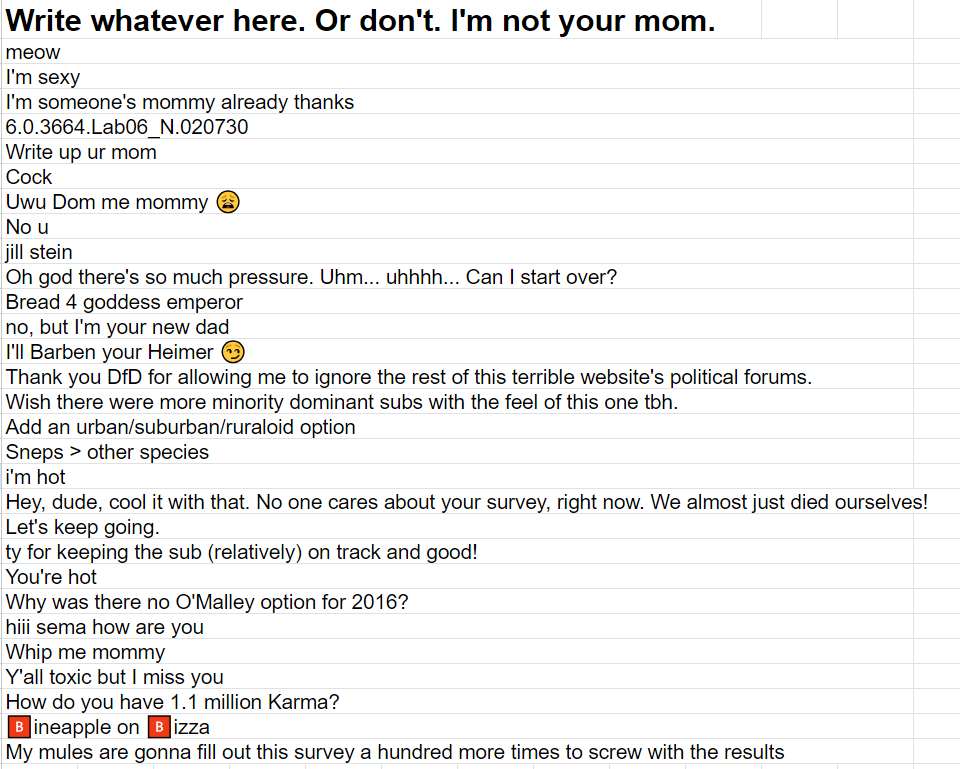 Write whatever here. Or don't. I'm not your mom.
meow
I'm sexy
I'm someone's mommy already thanks
6.0.3664.Lab06_N.020730
Write up ur mom
Cock
Uwu Dom me mommy 😩
No u
jill stein
Oh god there's so much pressure. Uhm... uhhhh... Can I start over?
Bread 4 goddess emperor
no, but I'm your new dad
I'll Barben your Heimer 😏
Thank you DfD for allowing me to ignore the rest of this terrible website's political forums.
Wish there were more minority dominant subs with the feel of this one tbh.
Add an urban/suburban/ruraloid option
Sneps > other species
i'm hot
Hey, dude, cool it with that. No one cares about your survey, right now. We almost just died ourselves!
Let's keep going.
ty for keeping the sub (relatively) on track and good!
You're hot
Why was there no O'Malley option for 2016?
hiii sema how are you
Whip me mommy
Y'all toxic but I miss you
How do you have 1.1 million Karma?
🅱️ineapple on 🅱️izza
My mules are gonna fill out this survey a hundred more times to screw with the results